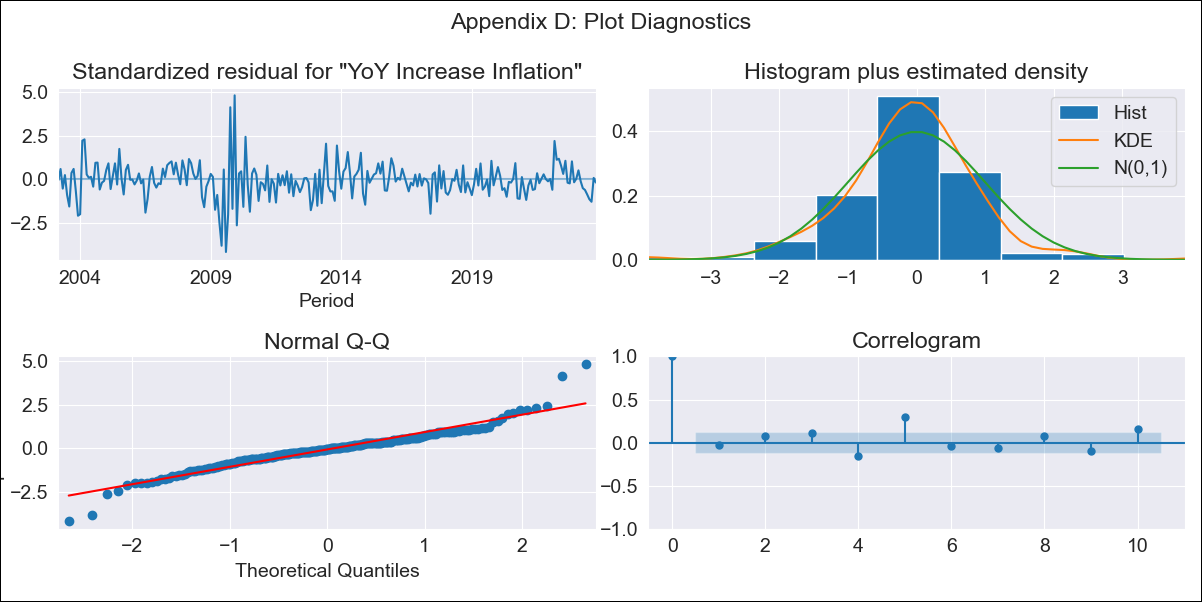 Appendix D: Plot Diagnostics
Standardized residual for "YoY Increase Inflation"
5.0
2.5
0.0
−2.5
2004 2009 2014 2019
Period
Histogram plus estimated density
Hist
KDE
N(0,1)
0.4
0.2
0.0
−3 −2 −1 0 1 2 3
Normal Q-Q
5.0
2.5
0.0
−2.5
−2 −1 0 1 2
Theoretical Quantiles
Correlogram
1.0
0.5
0.0
−0.5
−1.0
0 2 4 6 8 10